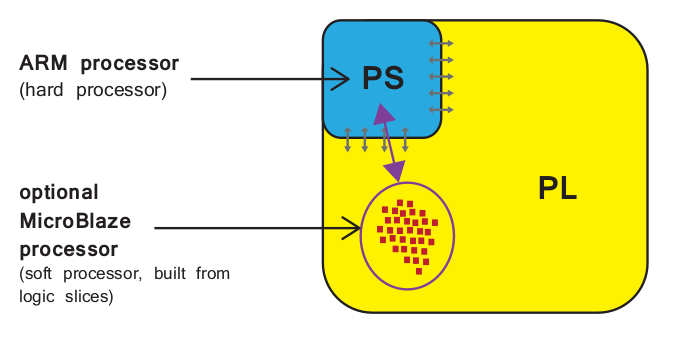 ARM processor
(hard processor)
PS
optional
MicroBlaze
processor
(soft processor, built from
logic slices)
PL